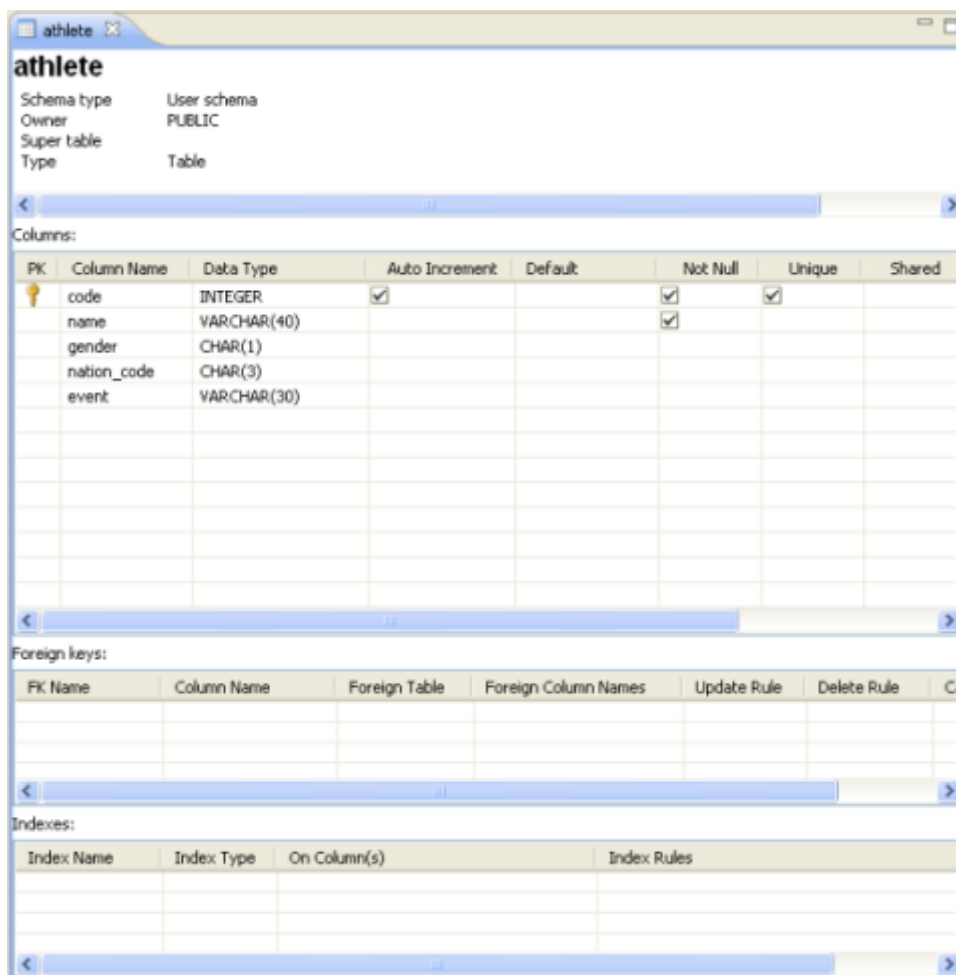 athlete
athlete
Schema type User schema
Owner PUBLIC
Super table
Type Table
Columns:
PK Column Name Data Type Auto Increment Default Not Null Unique Shared
code INTEGER
name VARCHAR(40)
gender CHAR(1)
nation_code CHAR(3)
event VARCHAR(30)
Foreign keys:
FK Name Column Name Foreign Table Foreign Column Names Update Rule Delete Rule
Indexes:
Index Name Index Type On Column(s) Index Rules